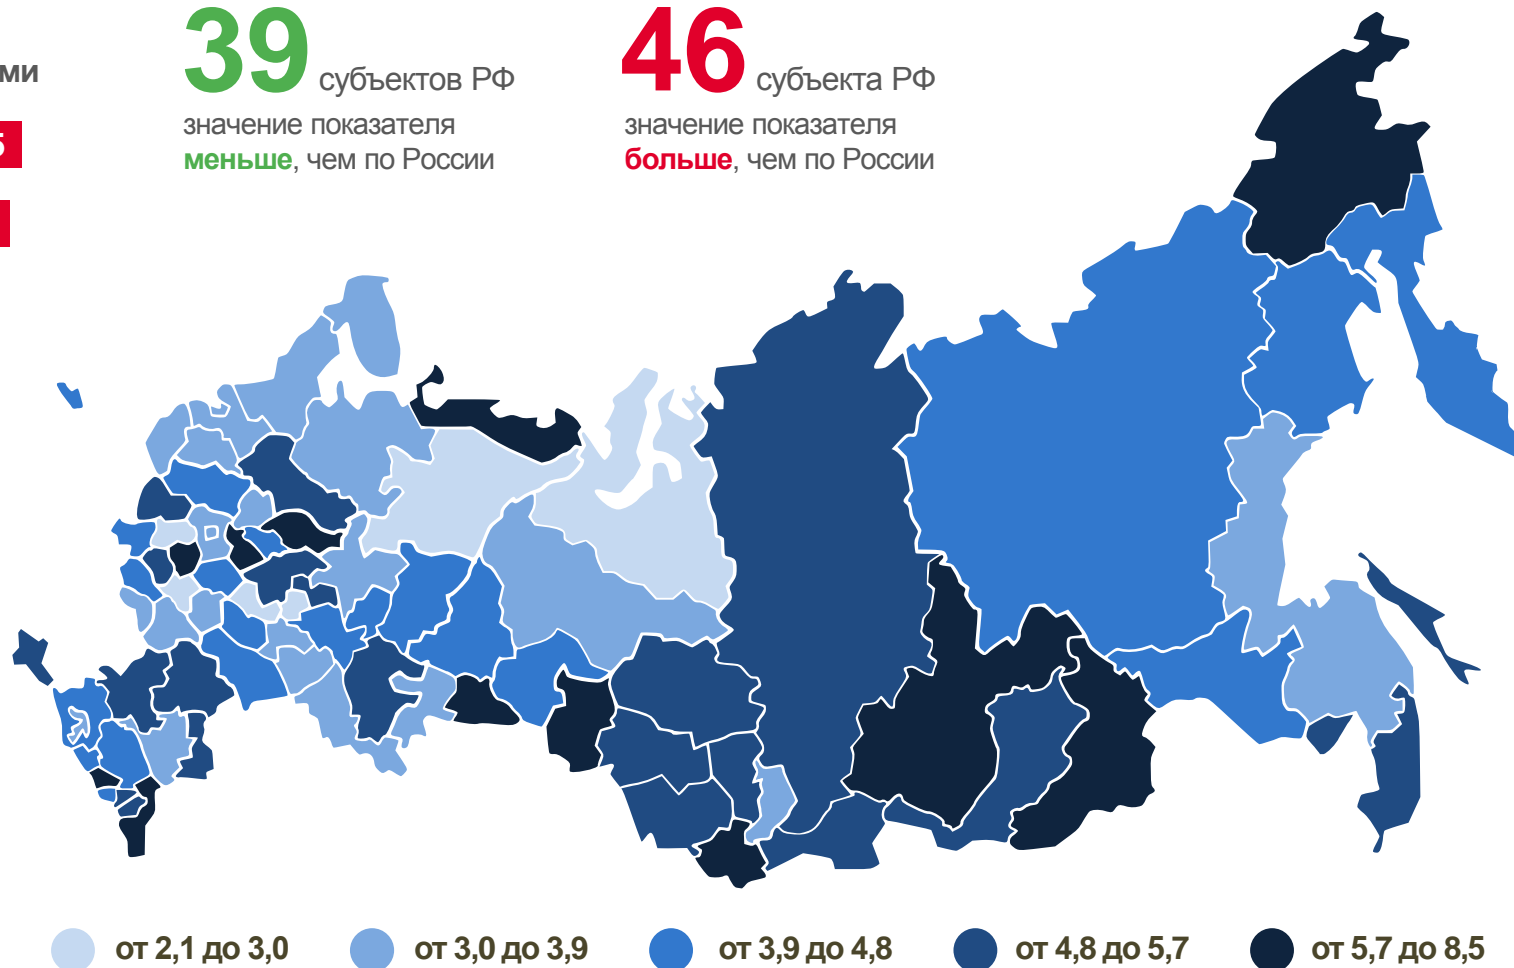 ми
5
39 субъектов РФ
значение показателя
меньше, чем по России
46 субъекта РФ
значение показателя
больше, чем по России
от 2,1 до 3,0
от 3,0 до 3,9
от 3,9 до 4,8
от 4,8 до 5,7
от 5,7 до 8,5